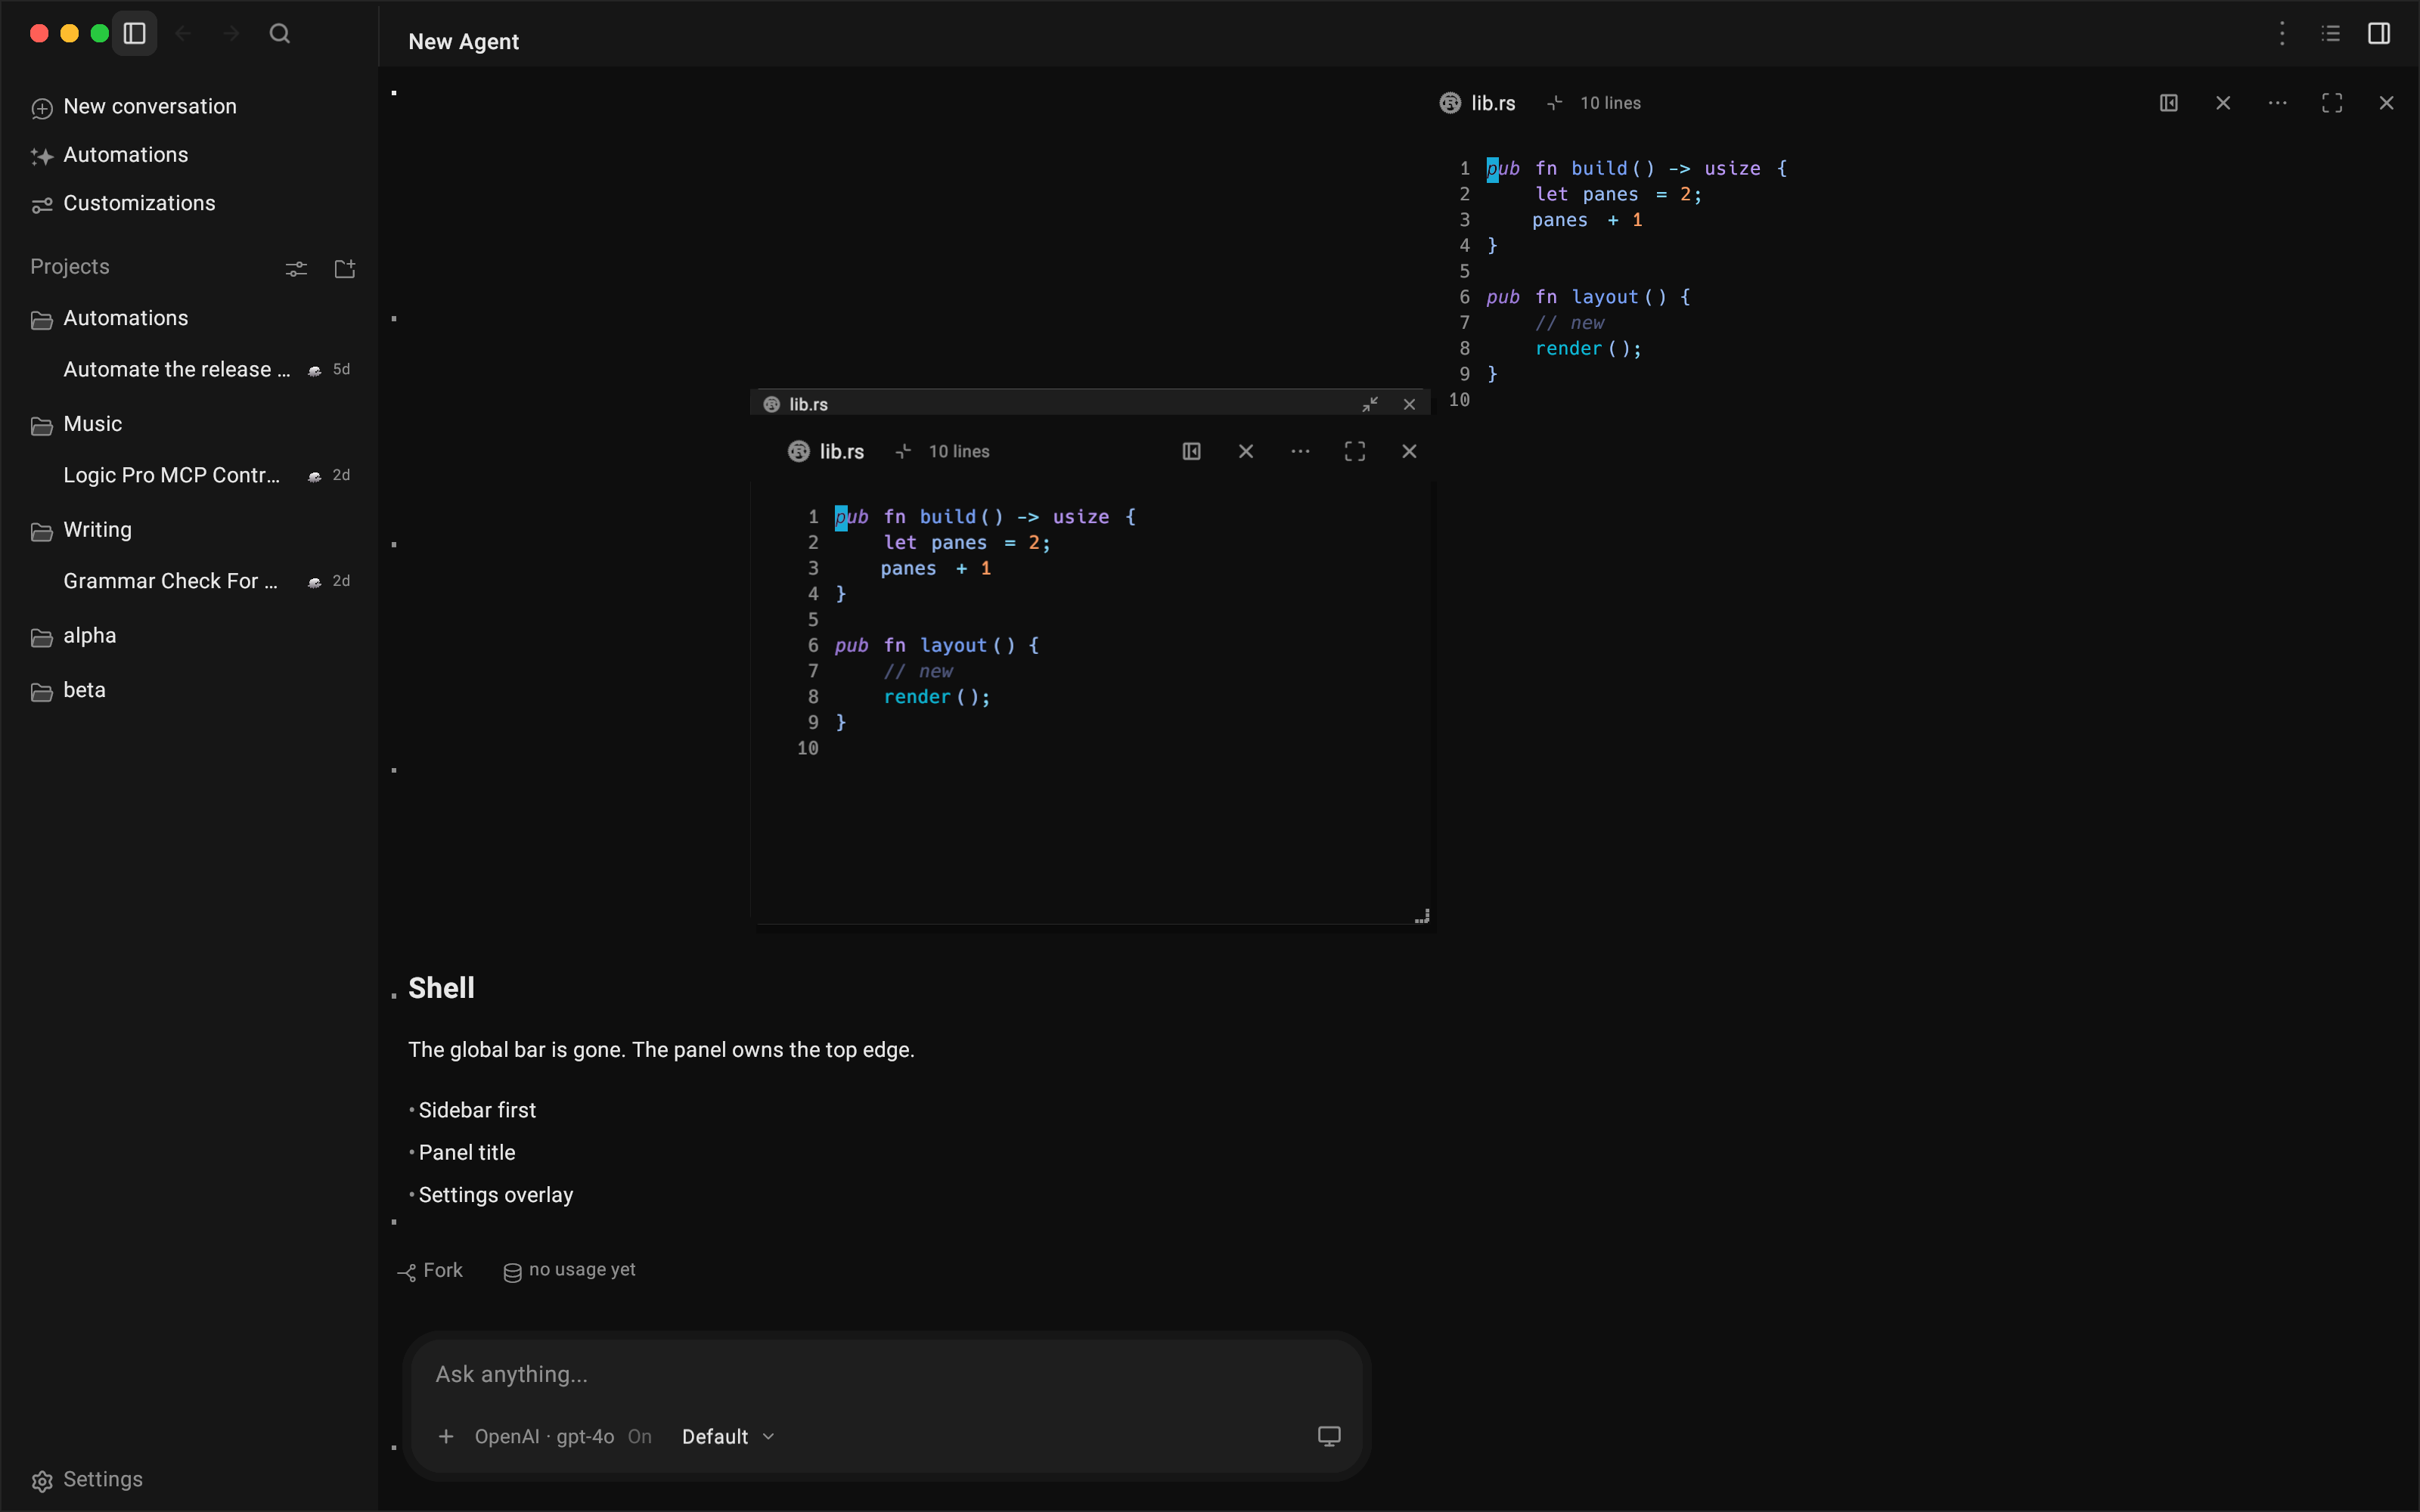 New Agent
New conversation
Automations
Customizations
Projects
Automations
Automate the release ... 5d
Music
Logic Pro MCP Contr... 2d
Writing
Grammar Check For ... 2d
alpha
beta
Settings
lib.rs
lib.rs 10 lines
1 pub fn build() -> usize {
2 let panes = 2;
3 panes + 1
4 }
5
6 pub fn layout() {
7 // new
8 render();
9 }
10
Shell
The global bar is gone. The panel owns the top edge.
• Sidebar first
• Panel title
• Settings overlay
Fork no usage yet
Ask anything...
+ OpenAI · gpt-4o On Default
lib.rs 10 lines
1 pub fn build() -> usize {
2 let panes = 2;
3 panes + 1
4 }
5
6 pub fn layout() {
7 // new
8 render();
9 }
10